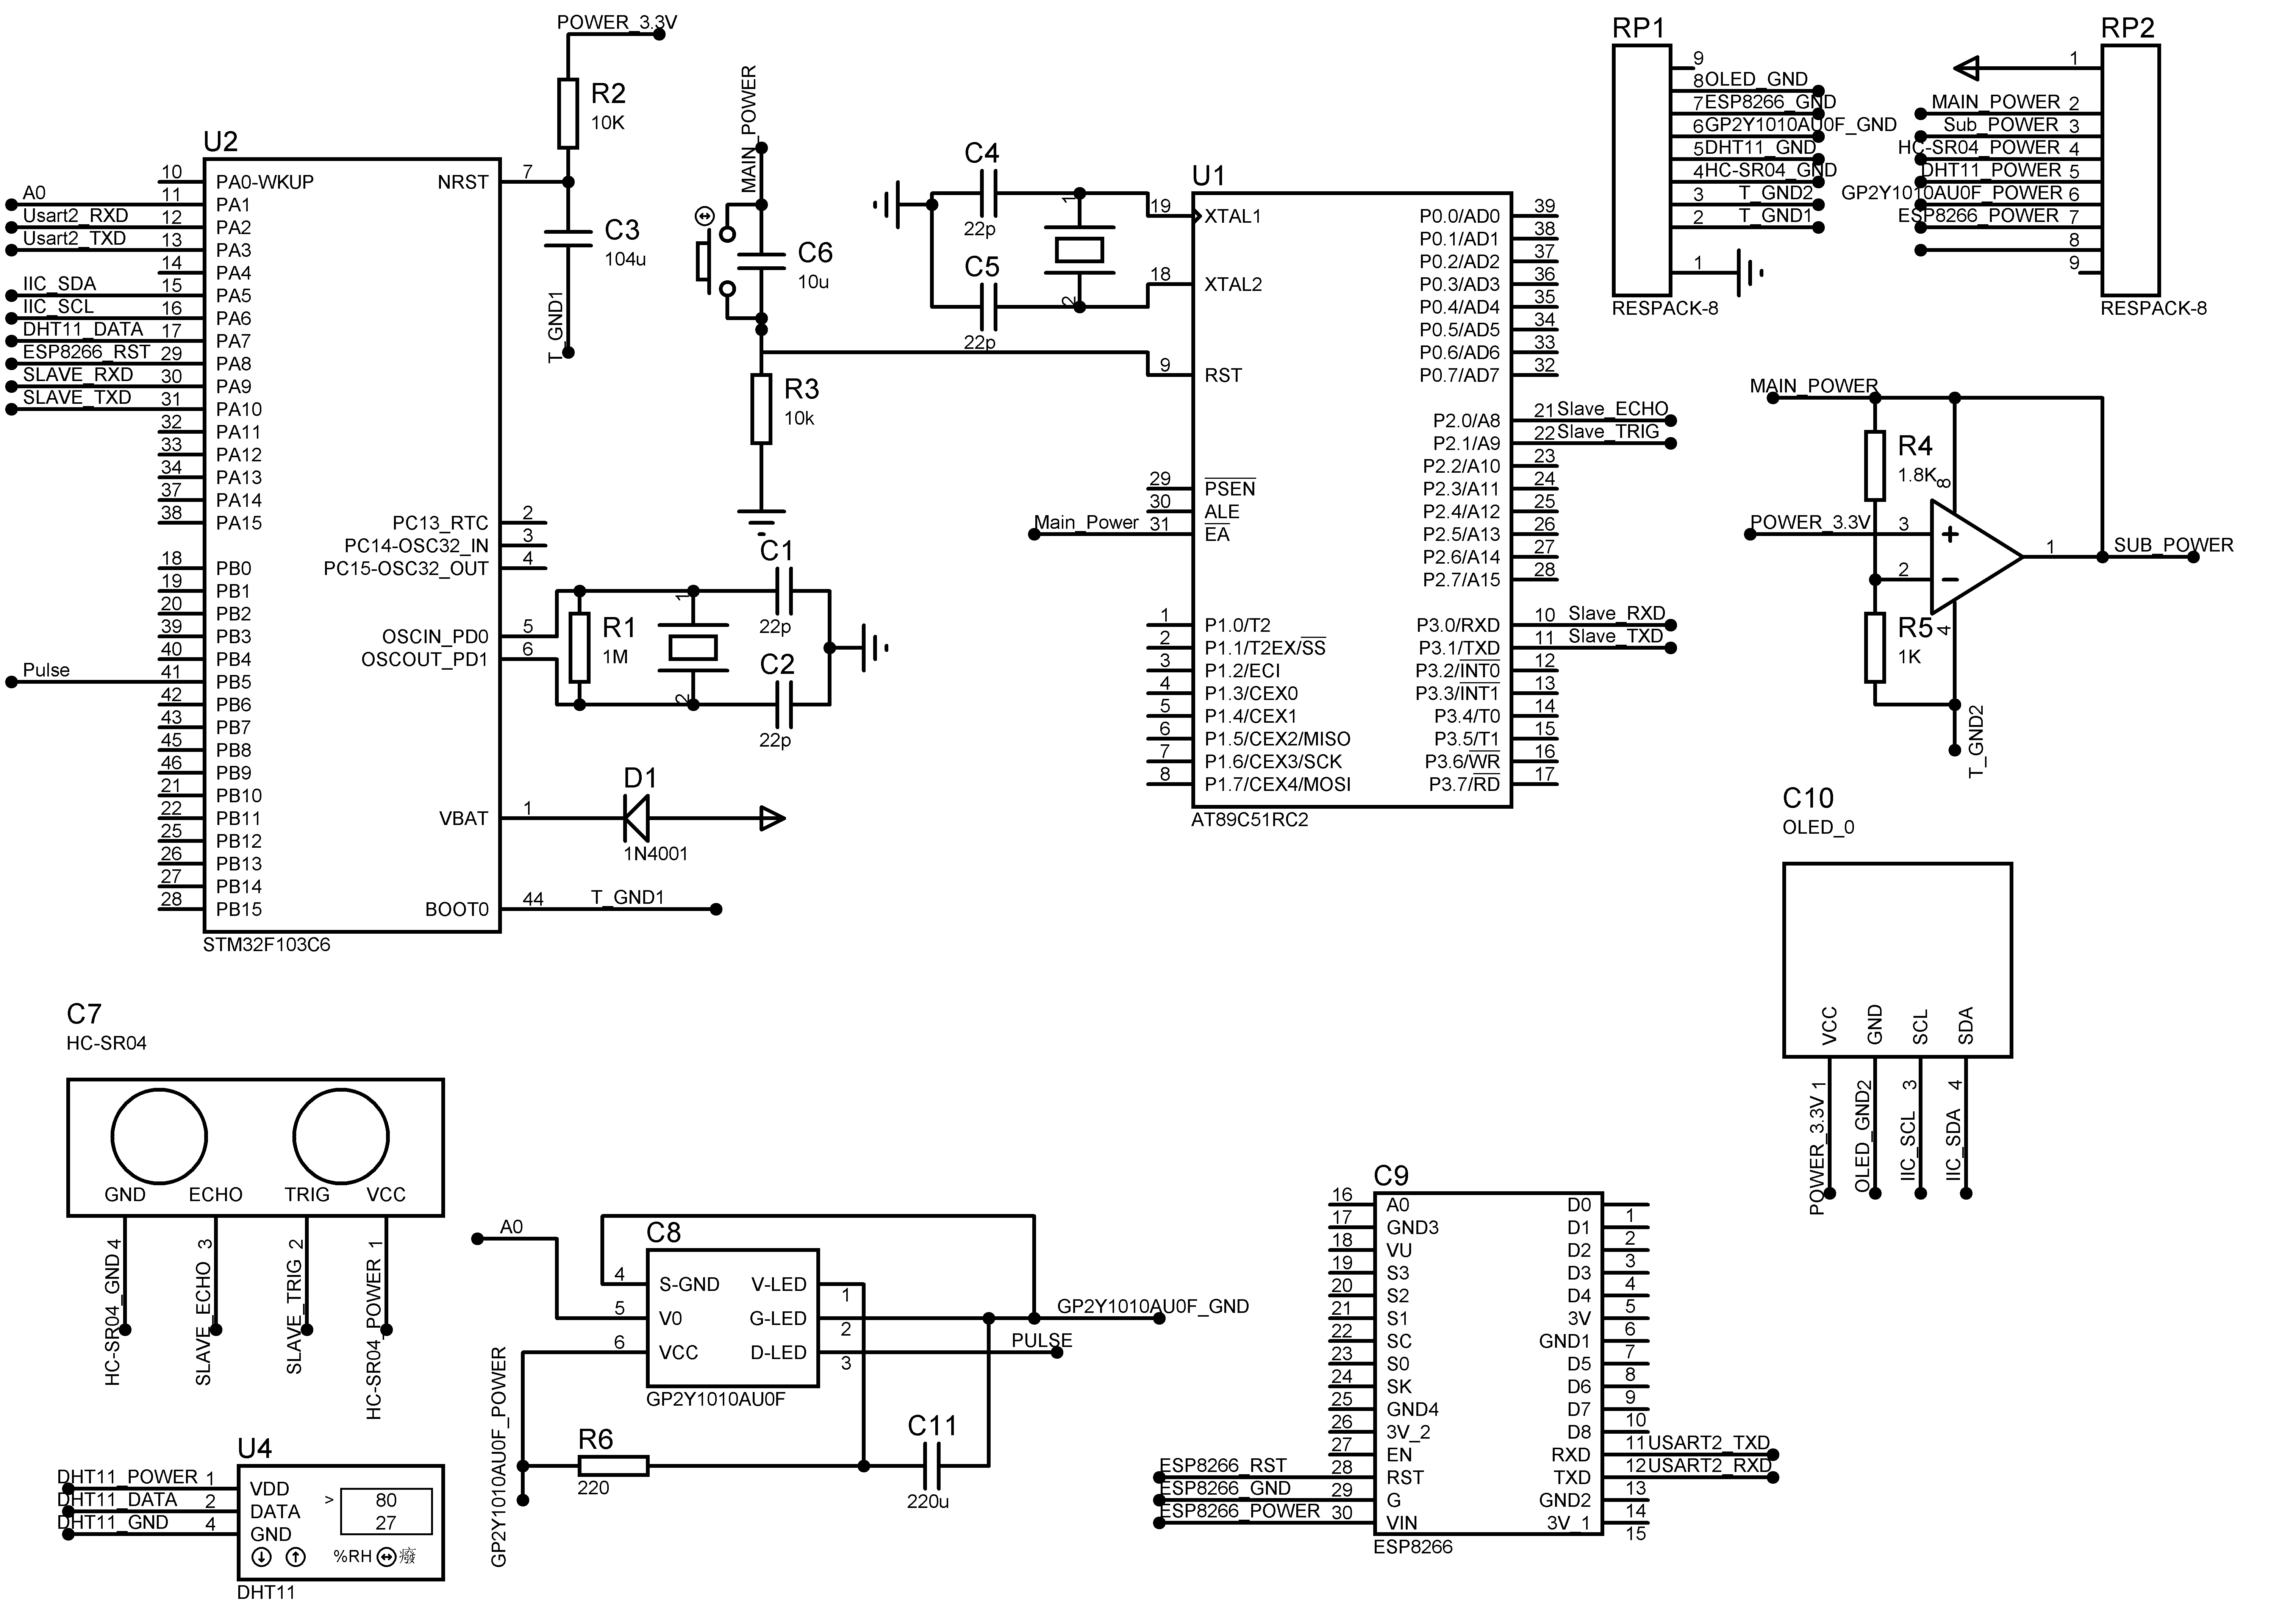 POWER_3.3V
R2
10K
C3
104u
T_GND1
U2
10 PA0-WKUP
A0 11 PA1
Usart2_RXD 12 PA2
Usart2_TXD 13 PA3
14 PA4
IIC_SDA 15 PA5
IIC_SCL 16 PA6
DHT11_DATA 17 PA7
ESP8266_RST 29 PA8
SLAVE_RXD 30 PA9
SLAVE_TXD 31 PA10
32 PA11
33 PA12
34 PA13
37 PA14
38 PA15
18 PB0
19 PB1
20 PB2
39 PB3
40 PB4
Pulse 41 PB5
42 PB6
43 PB7
45 PB8
46 PB9
21 PB10
22 PB11
25 PB12
26 PB13
27 PB14
28 PB15
NRST 7
PC13_RTC 2
PC14-OSC32_IN 3
PC15-OSC32_OUT 4
OSCIN_PD0 5
OSCOUT_PD1 6
VBAT 1
BOOT0 44 T_GND1
STM32F103C6
R1
1M
1
2
C1
22p
C2
22p
D1
1N4001
MAIN_POWER
C6
10u
R3
10k
C4
22p
C5
22p
1
2
U1
19 XTAL1
18 XTAL2
9 RST
29 PSEN
30 ALE
Main_Power 31 EA
1 P1.0/T2
2 P1.1/T2EX/SS
3 P1.2/ECI
4 P1.3/CEX0
5 P1.4/CEX1
6 P1.5/CEX2/MISO
7 P1.6/CEX3/SCK
8 P1.7/CEX4/MOSI
P0.0/AD0 39
P0.1/AD1 38
P0.2/AD2 37
P0.3/AD3 36
P0.4/AD4 35
P0.5/AD5 34
P0.6/AD6 33
P0.7/AD7 32
P2.0/A8 21 Slave_ECHO
P2.1/A9 22 Slave_TRIG
P2.2/A10 23
P2.3/A11 24
P2.4/A12 25
P2.5/A13 26
P2.6/A14 27
P2.7/A15 28
P3.0/RXD 10 Slave_RXD
P3.1/TXD 11 Slave_TXD
P3.2/INT0 12
P3.3/INT1 13
P3.4/T0 14
P3.5/T1 15
P3.6/WR 16
P3.7/RD 17
AT89C51RC2
RP1
9
8 OLED_GND
7 ESP8266_GND
6 GP2Y1010AU0F_GND
5 DHT11_GND
4 HC-SR04_GND
3 T_GND2
2 T_GND1
1
RESPACK-8
RP2
1
MAIN_POWER 2
Sub_POWER 3
HC-SR04_POWER 4
DHT11_POWER 5
GP2Y1010AU0F_POWER 6
ESP8266_POWER 7
8
9
RESPACK-8
MAIN_POWER
R4
1.8K
8
POWER_3.3V 3
+
2
−
1 SUB_POWER
4
R5
1K
T_GND2
C10
OLED_0
VCC GND SCL SDA
POWER_3.3V 1
OLED_GND 2
IIC_SCL 3
IIC_SDA 4
C7
HC-SR04
GND ECHO TRIG VCC
HC-SR04_GND 4
SLAVE_ECHO 3
SLAVE_TRIG 2
HC-SR04_POWER 1
U4
DHT11_POWER 1 VDD
DHT11_DATA 2 DATA
DHT11_GND 4 GND
>
80
27
%RH
DHT11
A0
C8
4 S-GND
5 V0
6 VCC
V-LED 1
G-LED 2
D-LED 3
GP2Y1010AU0F
GP2Y1010AU0F_GND
PULSE
GP2Y1010AU0F_POWER
R6
220
C11
220u
C9
16 A0
17 GND3
18 VU
19 S3
20 S2
21 S1
22 SC
23 S0
24 SK
25 GND4
26 3V_2
27 EN
ESP8266_RST 28 RST
ESP8266_GND 29 G
ESP8266_POWER 30 VIN
D0 1
D1 2
D2 3
D3 4
D4 5
3V 6
GND1 7
D5 8
D6 9
D7 10
D8 11
RXD 12 USART2_TXD
TXD 13 USART2_RXD
GND2 14
3V_1 15
ESP8266